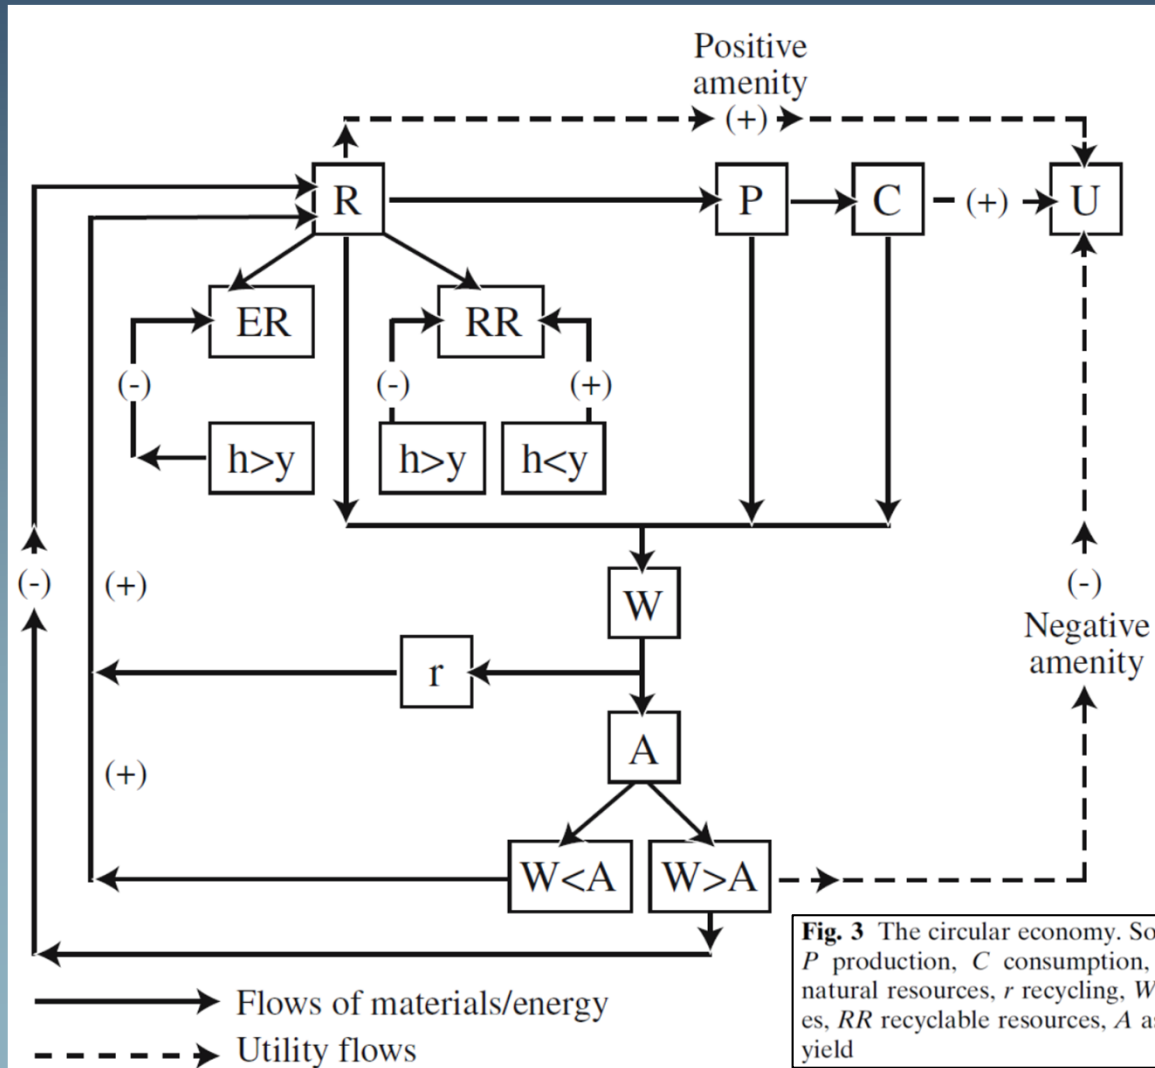 Positive
amenity
(+)
R
P
C
(+)
U
ER
RR
(-)
(-)
(+)
h>y
h>y
h<y
(-)
(+)
W
(-)
Negative
amenity
r
A
(+)
W<A
W>A
Fig. 3 The circular economy.
P production, C consumption,
natural resources, r recycling, W
es, RR recyclable resources, A
yield
Flows of materials/energy
Utility flows